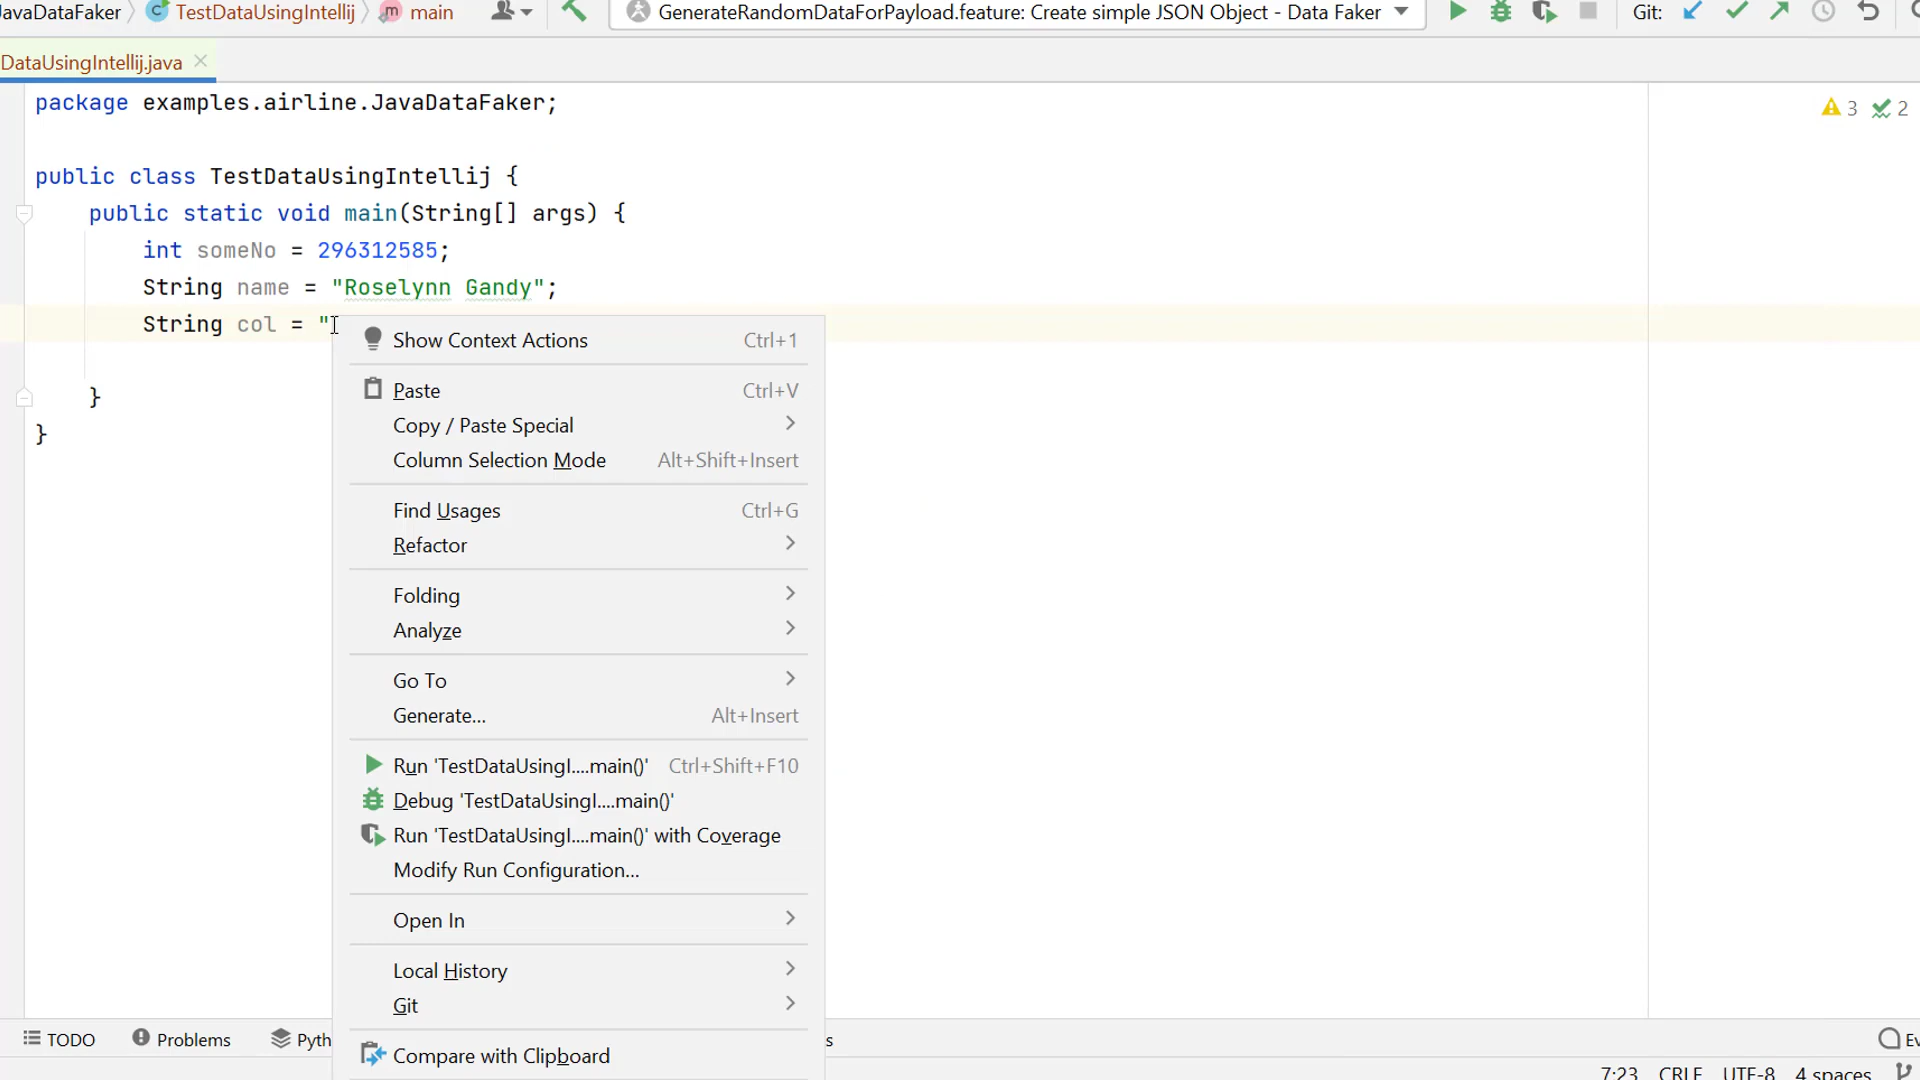 JavaDataFaker TestDataUsingIntellij main GenerateRandomDataForPayload.feature: Create simple JSON Object - Data Faker Git:
DataUsingIntellij.java
package examples.airline.JavaDataFaker;
3 2
public class TestDataUsingIntellij {
public static void main(String[] args) {
int someNo = 296312585;
String name = "Roselynn Gandy";
String col = "
}
}
Show Context Actions Ctrl+1
Paste Ctrl+V
Copy / Paste Special
Column Selection Mode Alt+Shift+Insert
Find Usages Ctrl+G
Refactor
Folding
Analyze
Go To
Generate... Alt+Insert
Run 'TestDataUsingI....main()' Ctrl+Shift+F10
Debug 'TestDataUsingI....main()'
Run 'TestDataUsingI....main()' with Coverage
Modify Run Configuration...
Open In
Local History
Git
Compare with Clipboard
TODO Problems Pyth s Ev
7:23 CRLF UTF-8 4 spaces